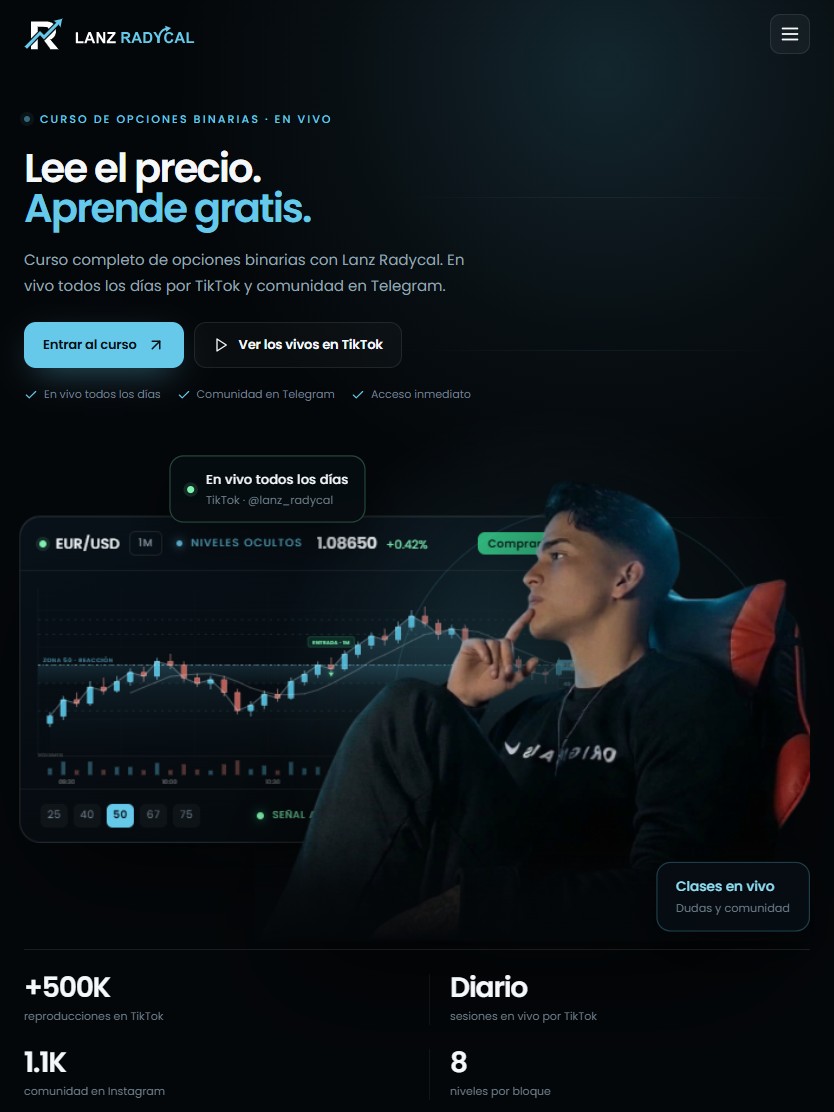 LANZ RADYCAL
CURSO DE OPCIONES BINARIAS · EN VIVO
Lee el precio.
Aprende gratis.
Curso completo de opciones binarias con Lanz Radycal. En
vivo todos los días por TikTok y comunidad en Telegram.
Entrar al curso
Ver los vivos en TikTok
En vivo todos los días
Comunidad en Telegram
Acceso inmediato
En vivo todos los días
TikTok · @lanz_radycal
EUR/USD 1M NIVELES OCULTOS 1.08650 +0.42%
Comprar
ENTRADA · 1M
ZONA 50 · REACCIÓN
25 40 50 67 75
SEÑAL
Clases en vivo
Dudas y comunidad
+500K
reproducciones en TikTok
Diario
sesiones en vivo por TikTok
1.1K
comunidad en Instagram
8
niveles por bloque